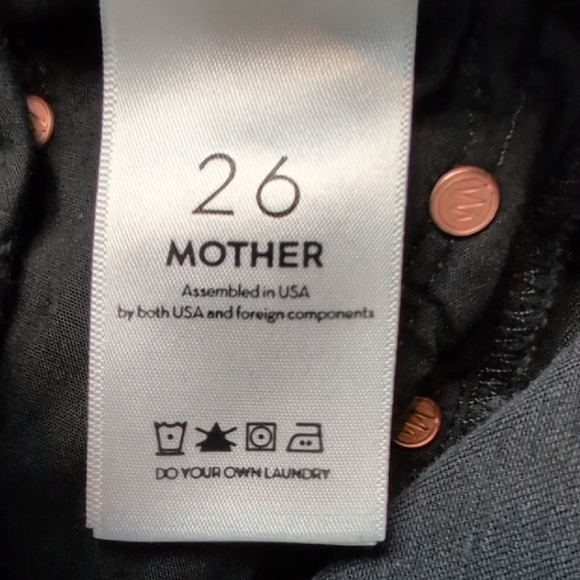 26
MOTHER
Assembled in USA
by both USA and foreign components
DO YOUR OWN LAUNDRY